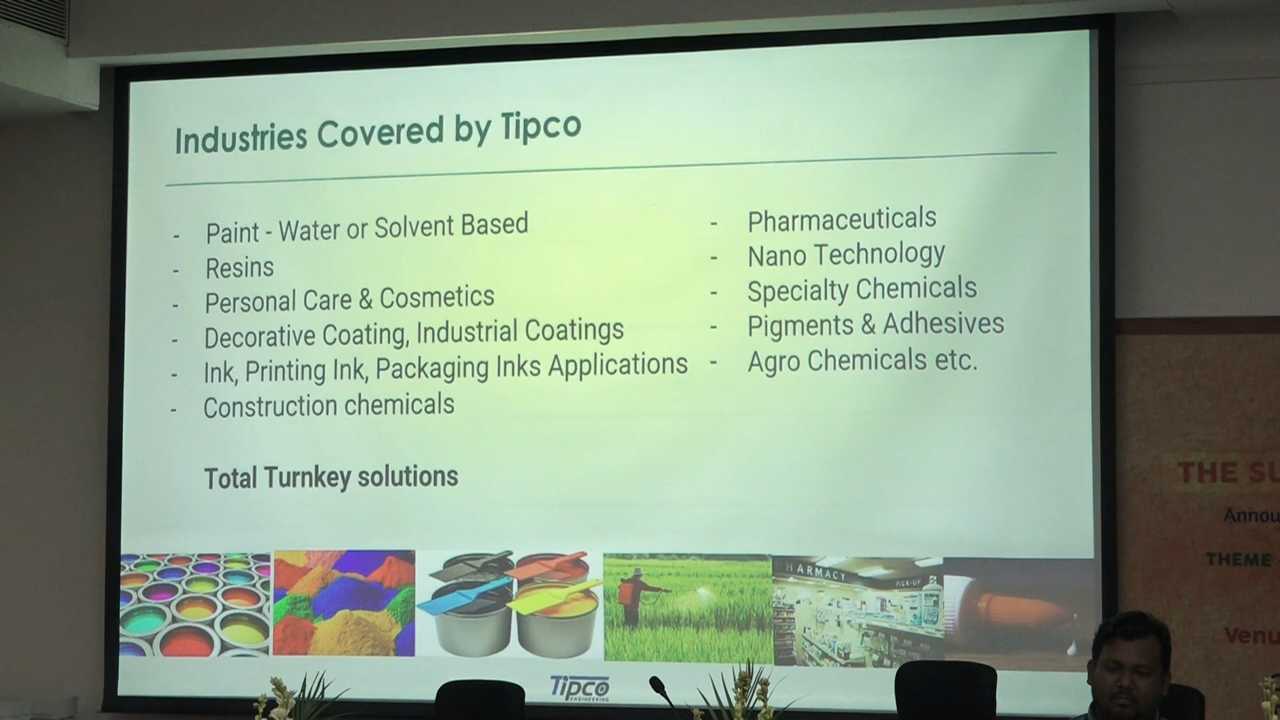 Industries Covered by Tipco
- Paint - Water or Solvent Based
- Resins
- Personal Care & Cosmetics
- Decorative Coating, Industrial Coatings
- Ink, Printing Ink, Packaging Inks Applications
- Construction chemicals
Total Turnkey solutions
- Pharmaceuticals
- Nano Technology
- Specialty Chemicals
- Pigments & Adhesives
- Agro Chemicals etc.
HARMACY
PICK-UP
Tipco
ENGINEERING
THE SU
Annou
THEME
Venu